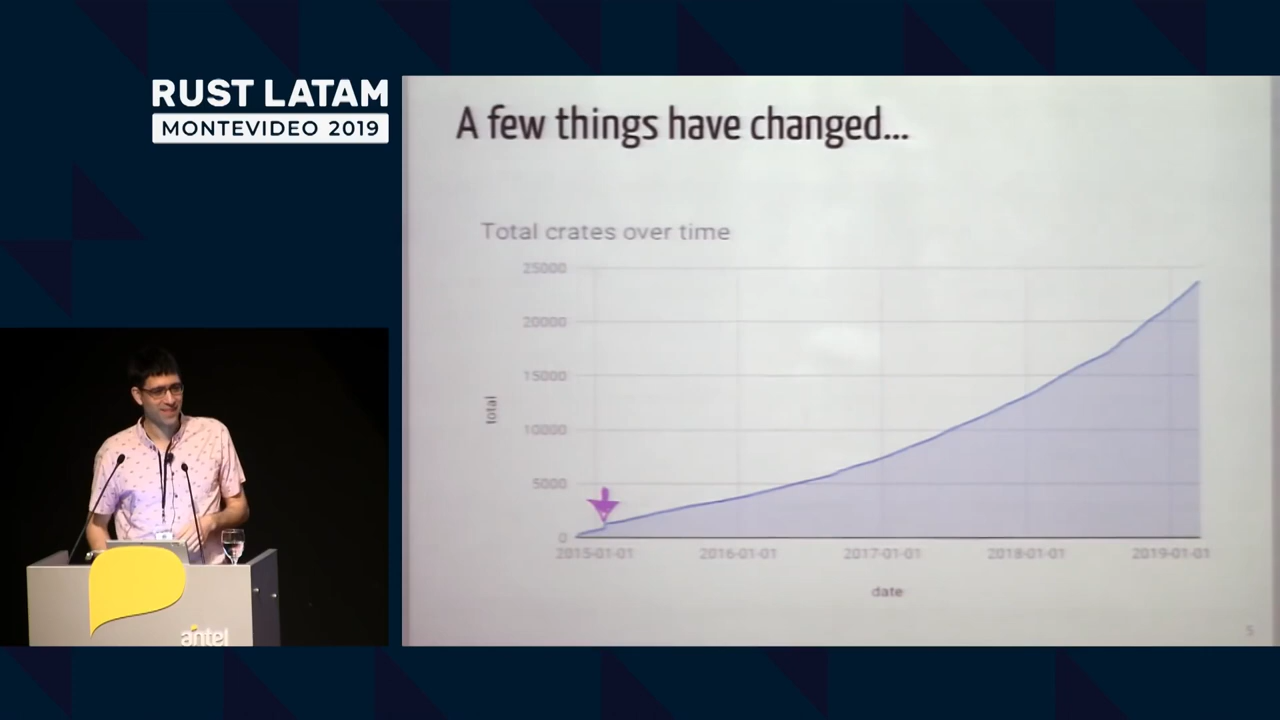 RUST LATAM
MONTEVIDEO 2019
A few things have changed...
Total crates over time
25000
20000
15000
10000
5000
0
total
2015-01-01 2016-01-01 2017-01-01 2018-01-01 2019-01-01
date
5
antel